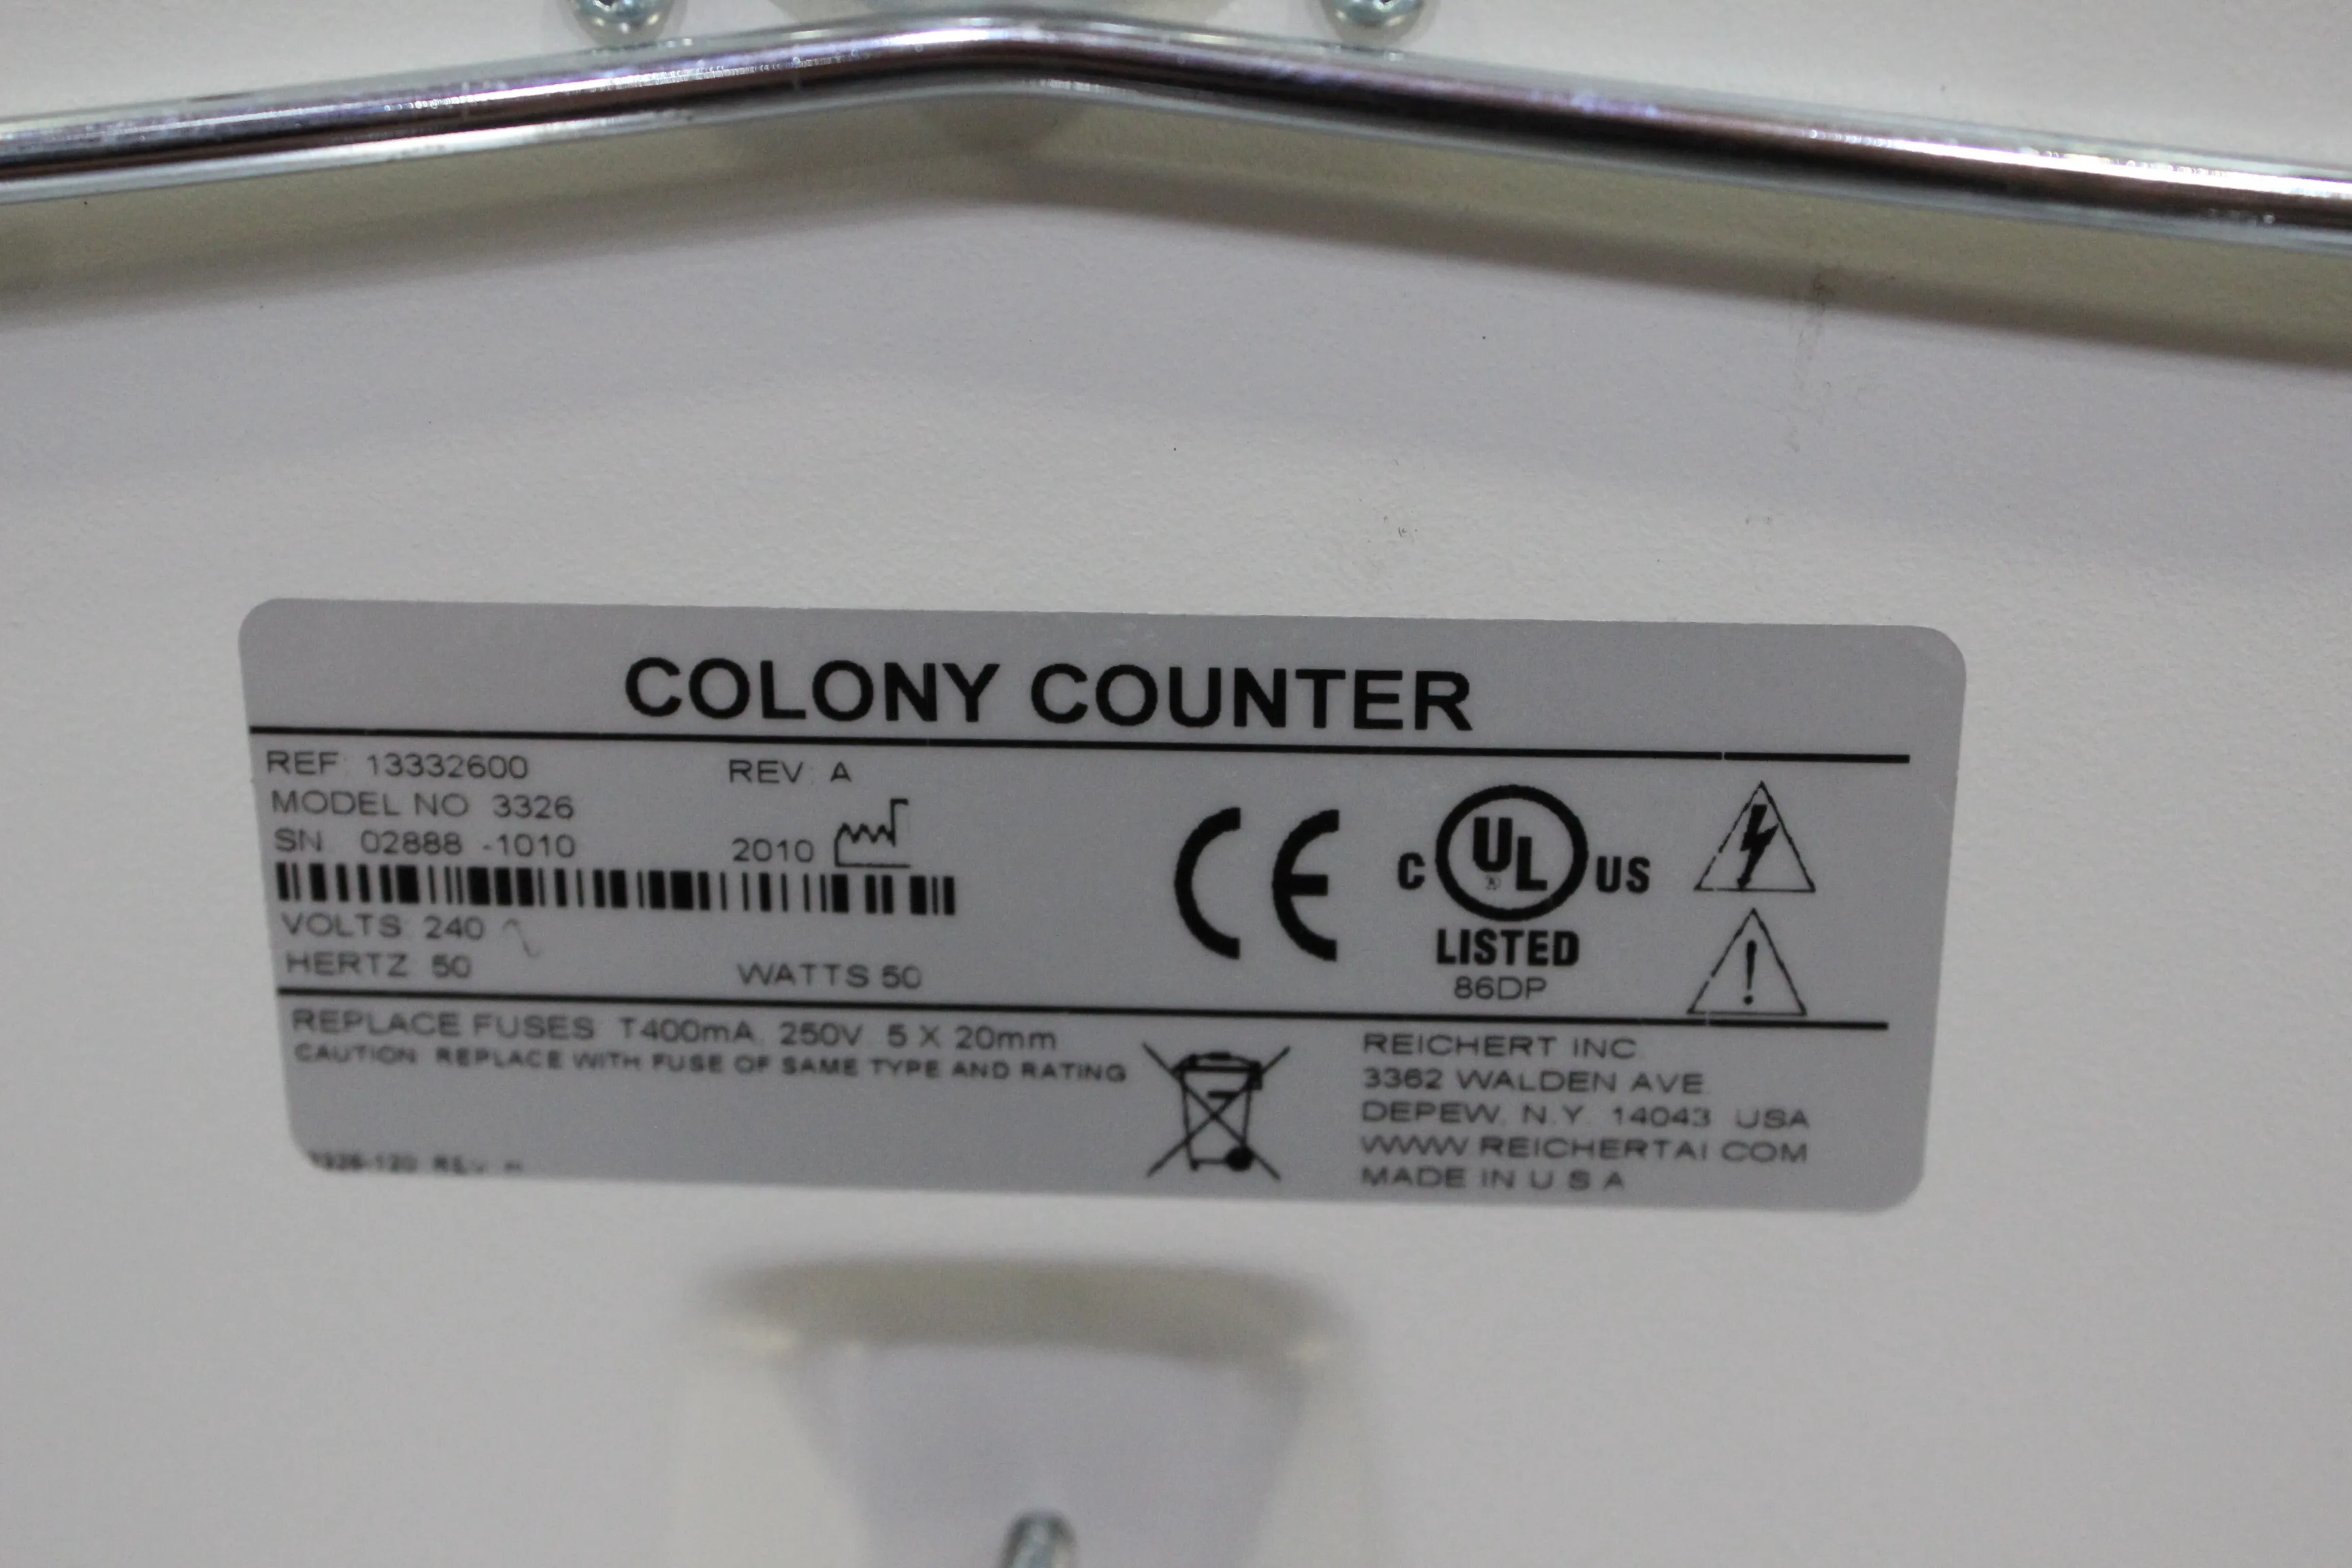 COLONY COUNTER
REF: 13332600 REV: A
MODEL NO 3326
SN 02888 -1010 2010
VOLTS: 240
HERTZ 50 WATTS 50
C UL US
®
LISTED
86DP
CE
REPLACE FUSES T400mA, 250V 5 X 20mm
CAUTION REPLACE WITH FUSE OF SAME TYPE AND RATING
REICHERT INC.
3362 WALDEN AVE.
DEPEW, N.Y. 14043 USA
WWW.REICHERTAI.COM
MADE IN U.S.A.
REV.